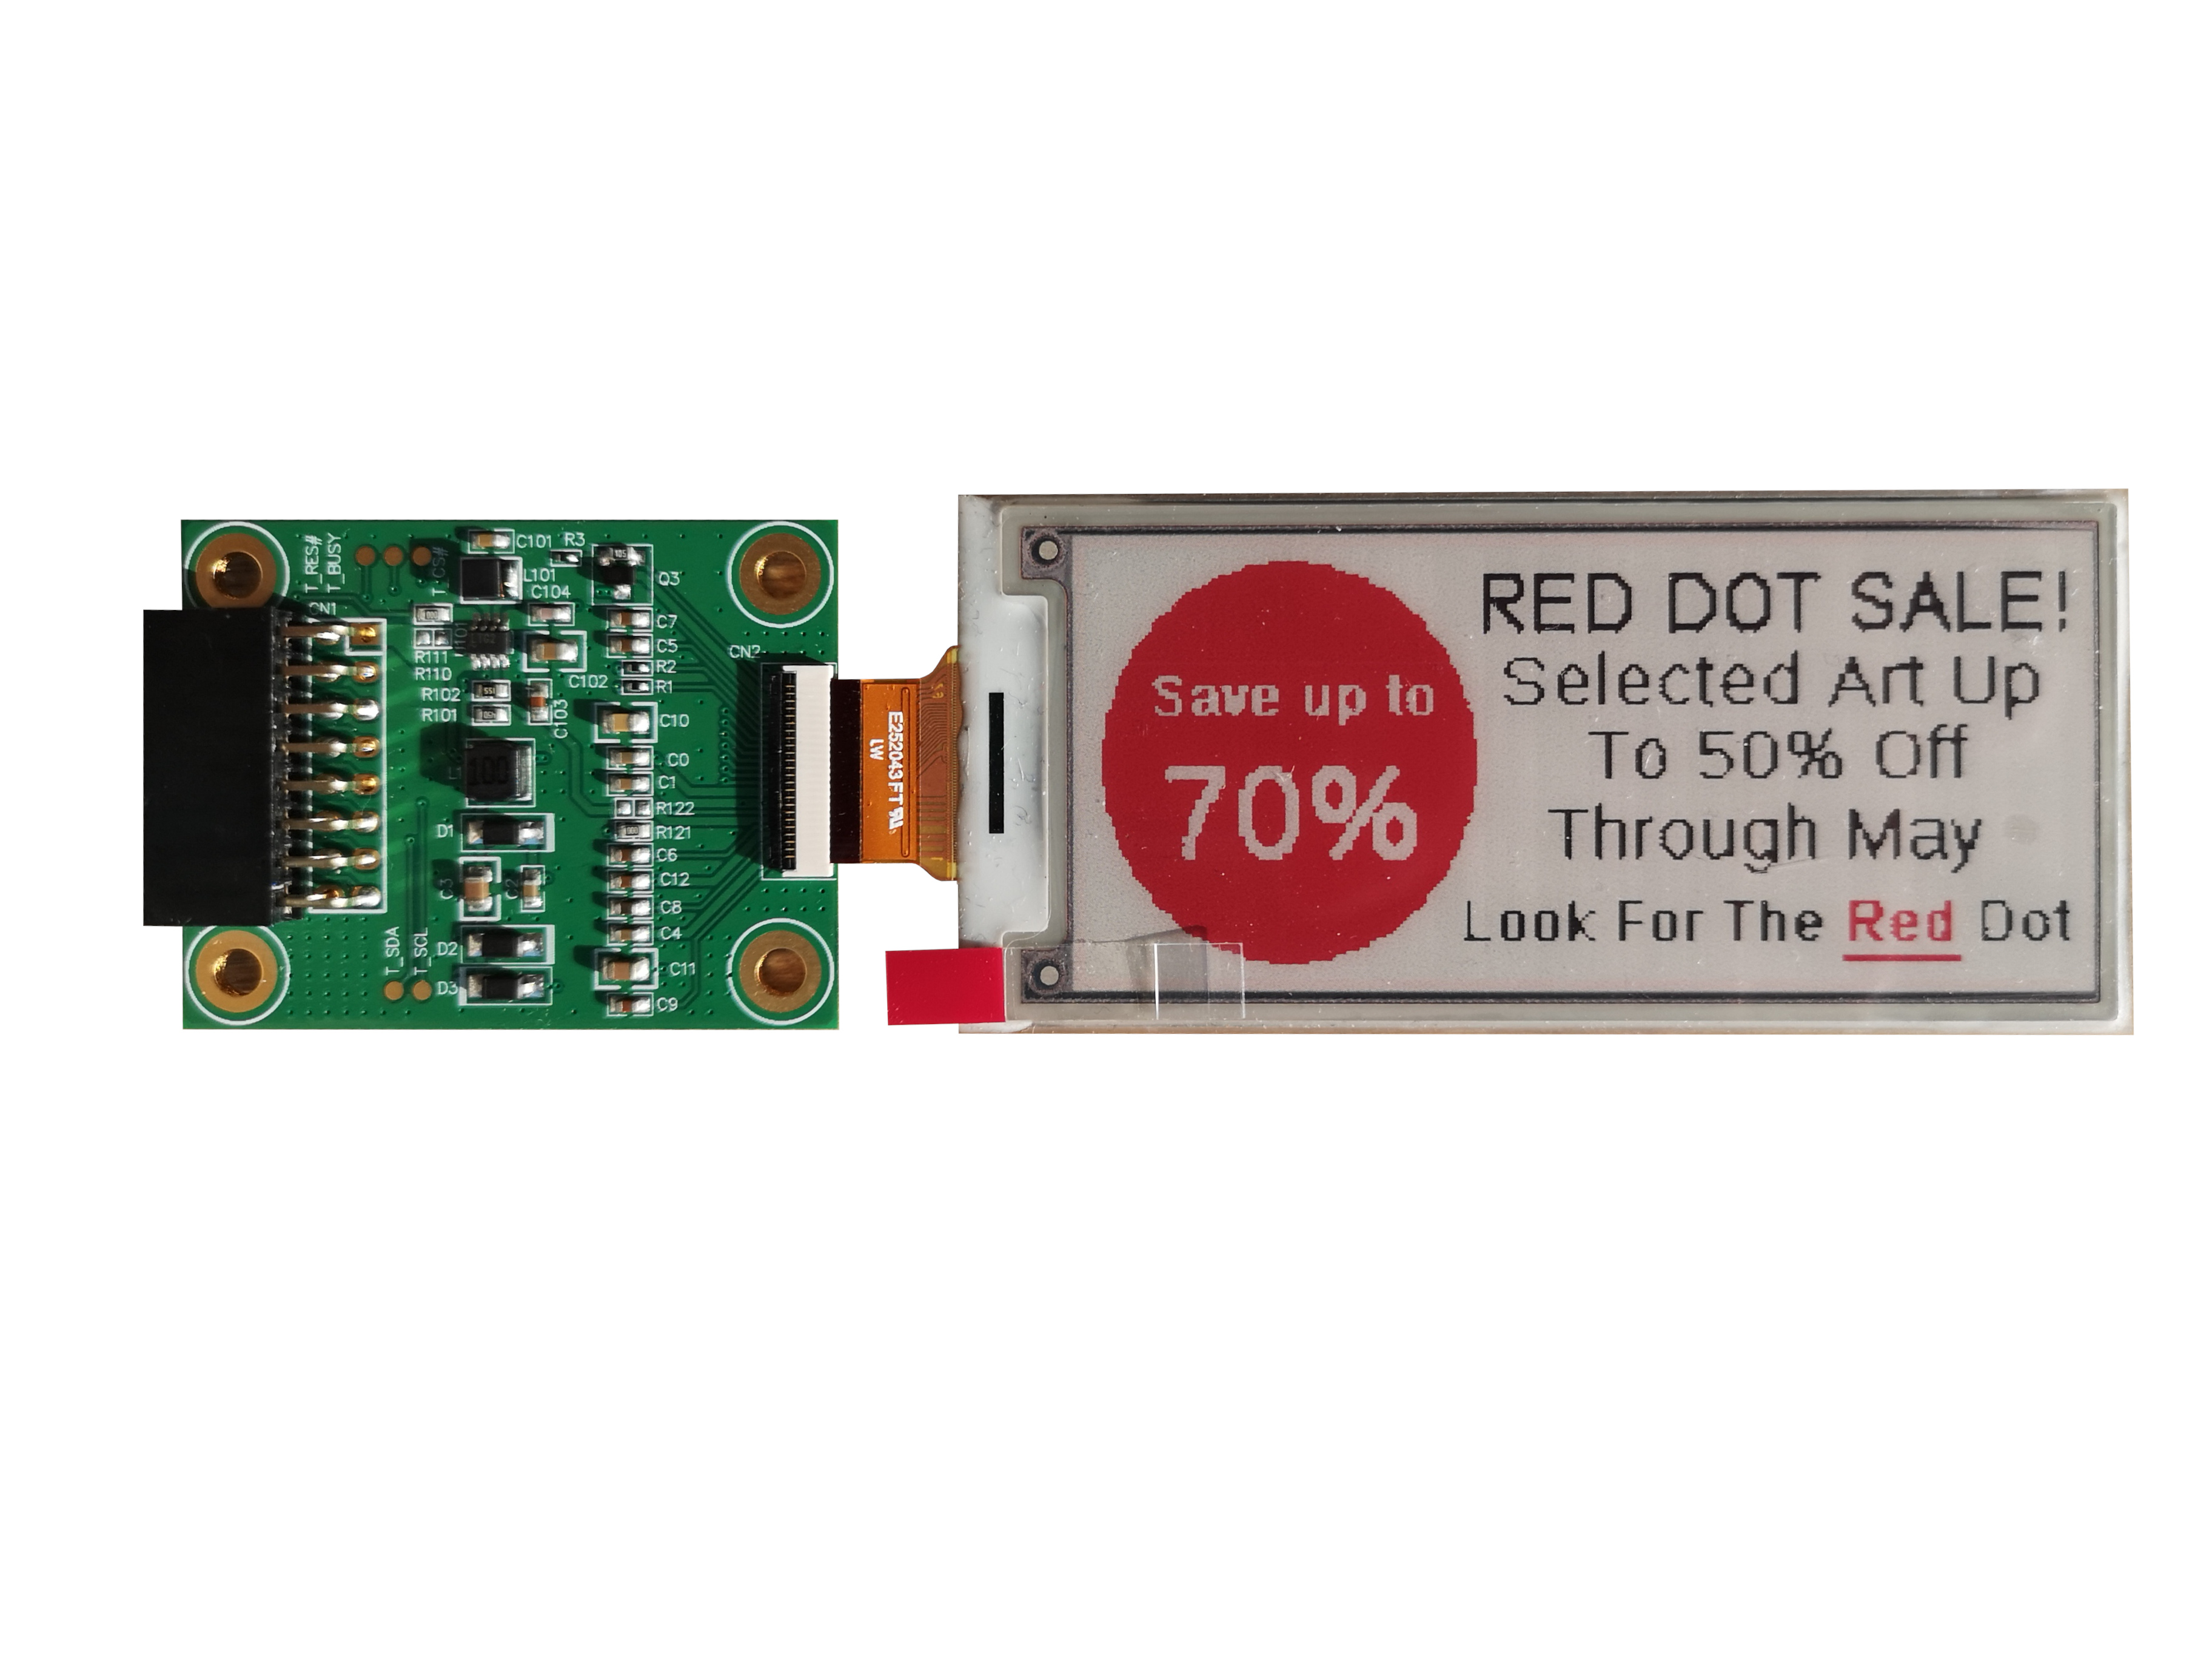 T_RES#
T_BUSY
T_CS#
CN1
C101
R3
L101
Q3
C104
C7
C5
R111
R110
R2
R1
C102
R102
R101
C103
C10
CN2
C0
C1
100
R122
D1
R121
C6
C3
C2
C12
C8
C4
T_SDA
T_SCL
D2
C11
D3
C9
E252043 FT
LW
Save up to
70%
RED DOT SALE!
Selected Art Up
To 50% Off
Through May
Look For The Red Dot